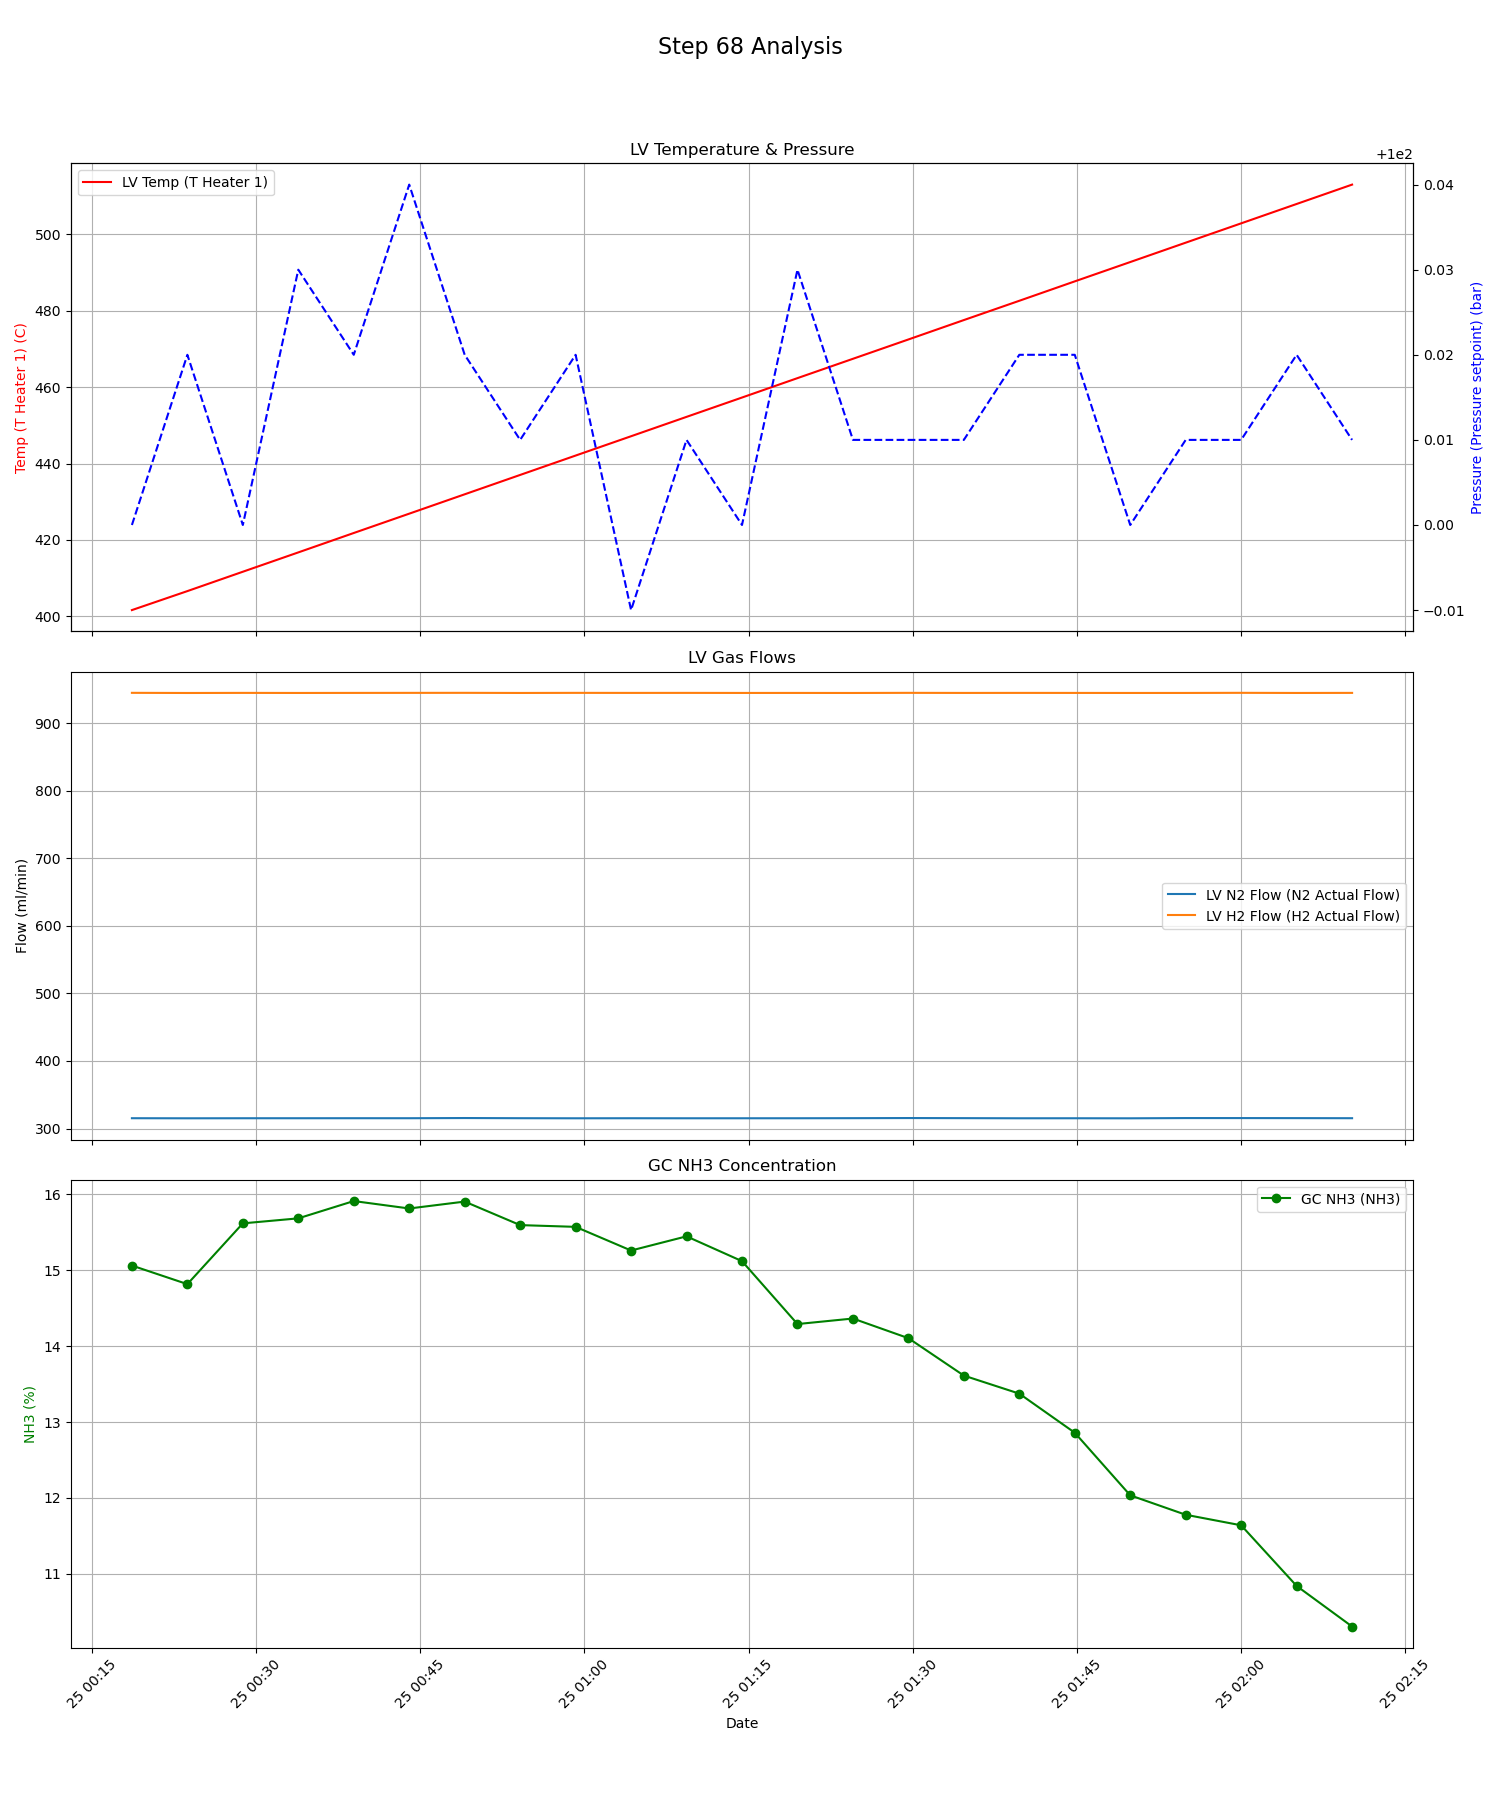 Step 68 Analysis
LV Temperature & Pressure
+1e2
LV Temp (T Heater 1)
Temp (T Heater 1) (C)
500
480
460
440
420
400
0.04
0.03
0.02
0.01
0.00
−0.01
Pressure (Pressure setpoint) (bar)
LV Gas Flows
Flow (ml/min)
900
800
700
600
500
400
300
LV N2 Flow (N2 Actual Flow)
LV H2 Flow (H2 Actual Flow)
GC NH3 Concentration
NH3 (%)
16
15
14
13
12
11
GC NH3 (NH3)
25 00:15
25 00:30
25 00:45
25 01:00
25 01:15
25 01:30
25 01:45
25 02:00
25 02:15
Date